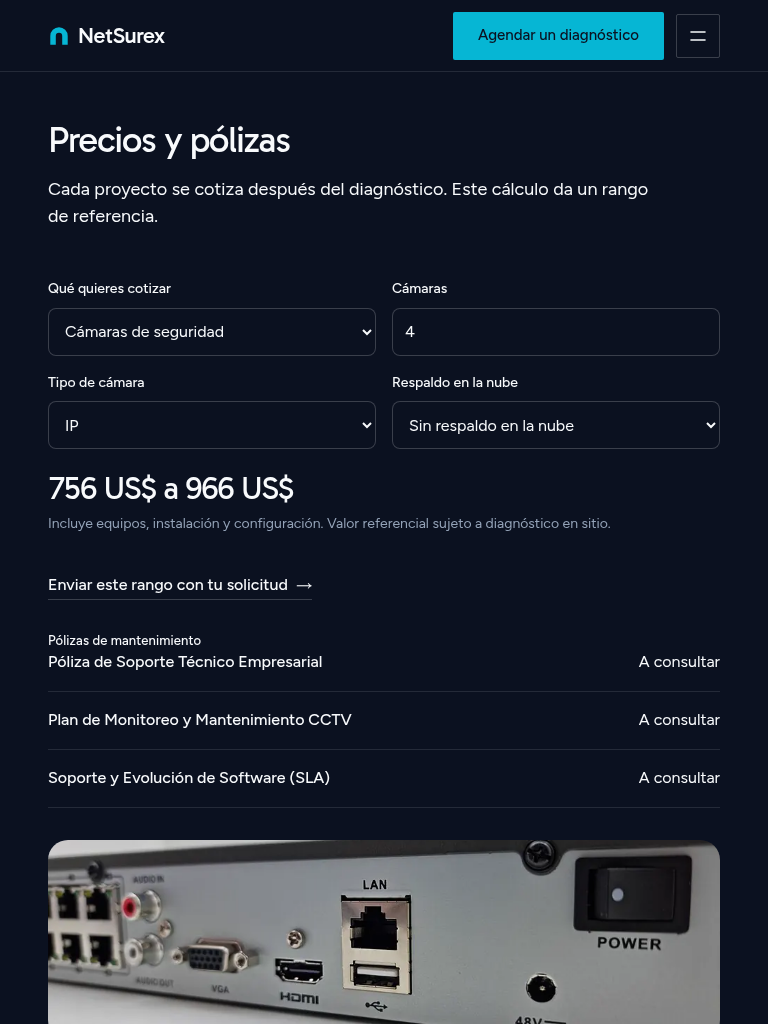 NetSurex
Agendar un diagnóstico
Precios y pólizas
Cada proyecto se cotiza después del diagnóstico. Este cálculo da un rango
de referencia.
Qué quieres cotizar
Cámaras
Cámaras de seguridad
4
Tipo de cámara
Respaldo en la nube
IP
Sin respaldo en la nube
756 US$ a 966 US$
Incluye equipos, instalación y configuración. Valor referencial sujeto a diagnóstico en sitio.
Enviar este rango con tu solicitud →
Pólizas de mantenimiento
Póliza de Soporte Técnico Empresarial
A consultar
Plan de Monitoreo y Mantenimiento CCTV
A consultar
Soporte y Evolución de Software (SLA)
A consultar
AUDIO IN
LAN
POWER
AUDIO OUT
VGA
HDMI
48V